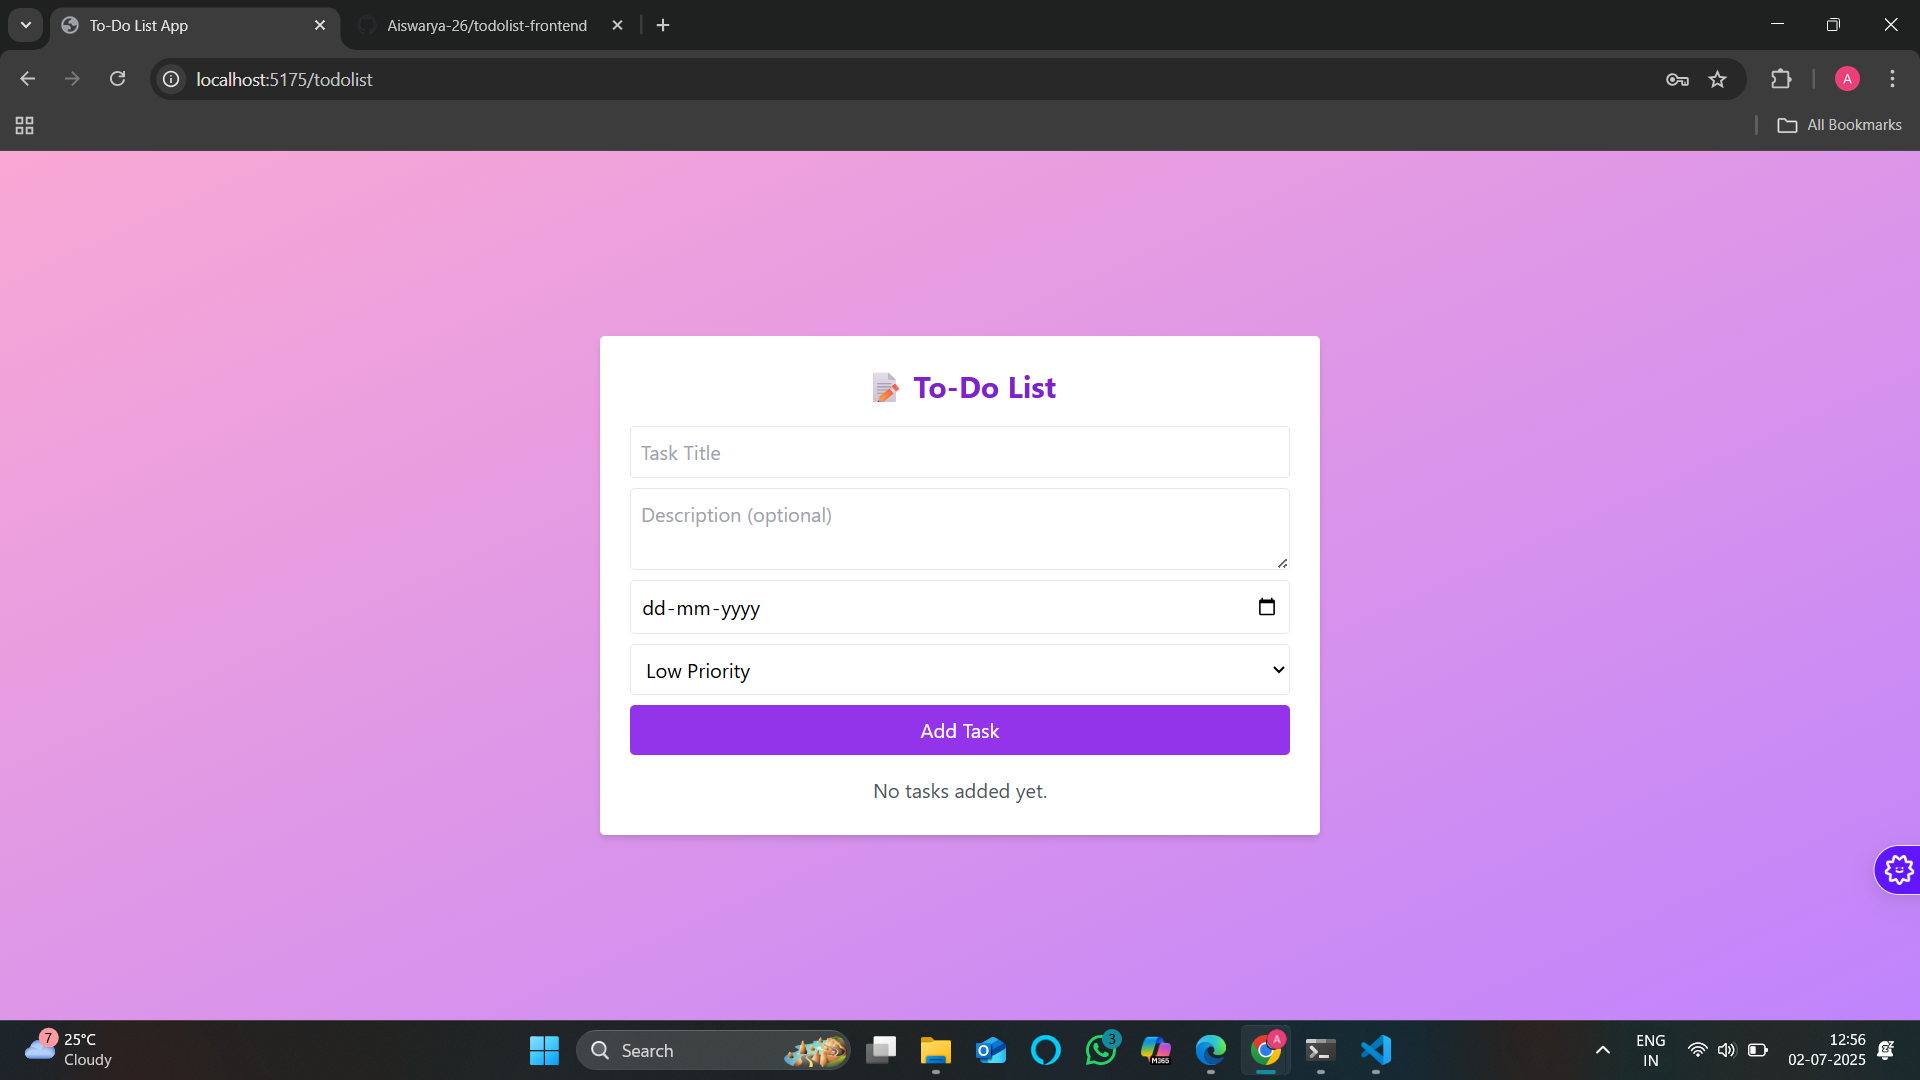 To-Do List App
Aiswarya-26/todolist-frontend
localhost:5175/todolist
A
All Bookmarks
To-Do List
Task Title
Description (optional)
dd-mm-yyyy
Low Priority
Add Task
No tasks added yet.
7
25°C
Cloudy
Search
3
M365
A
ENG
IN
12:56
02-07-2025